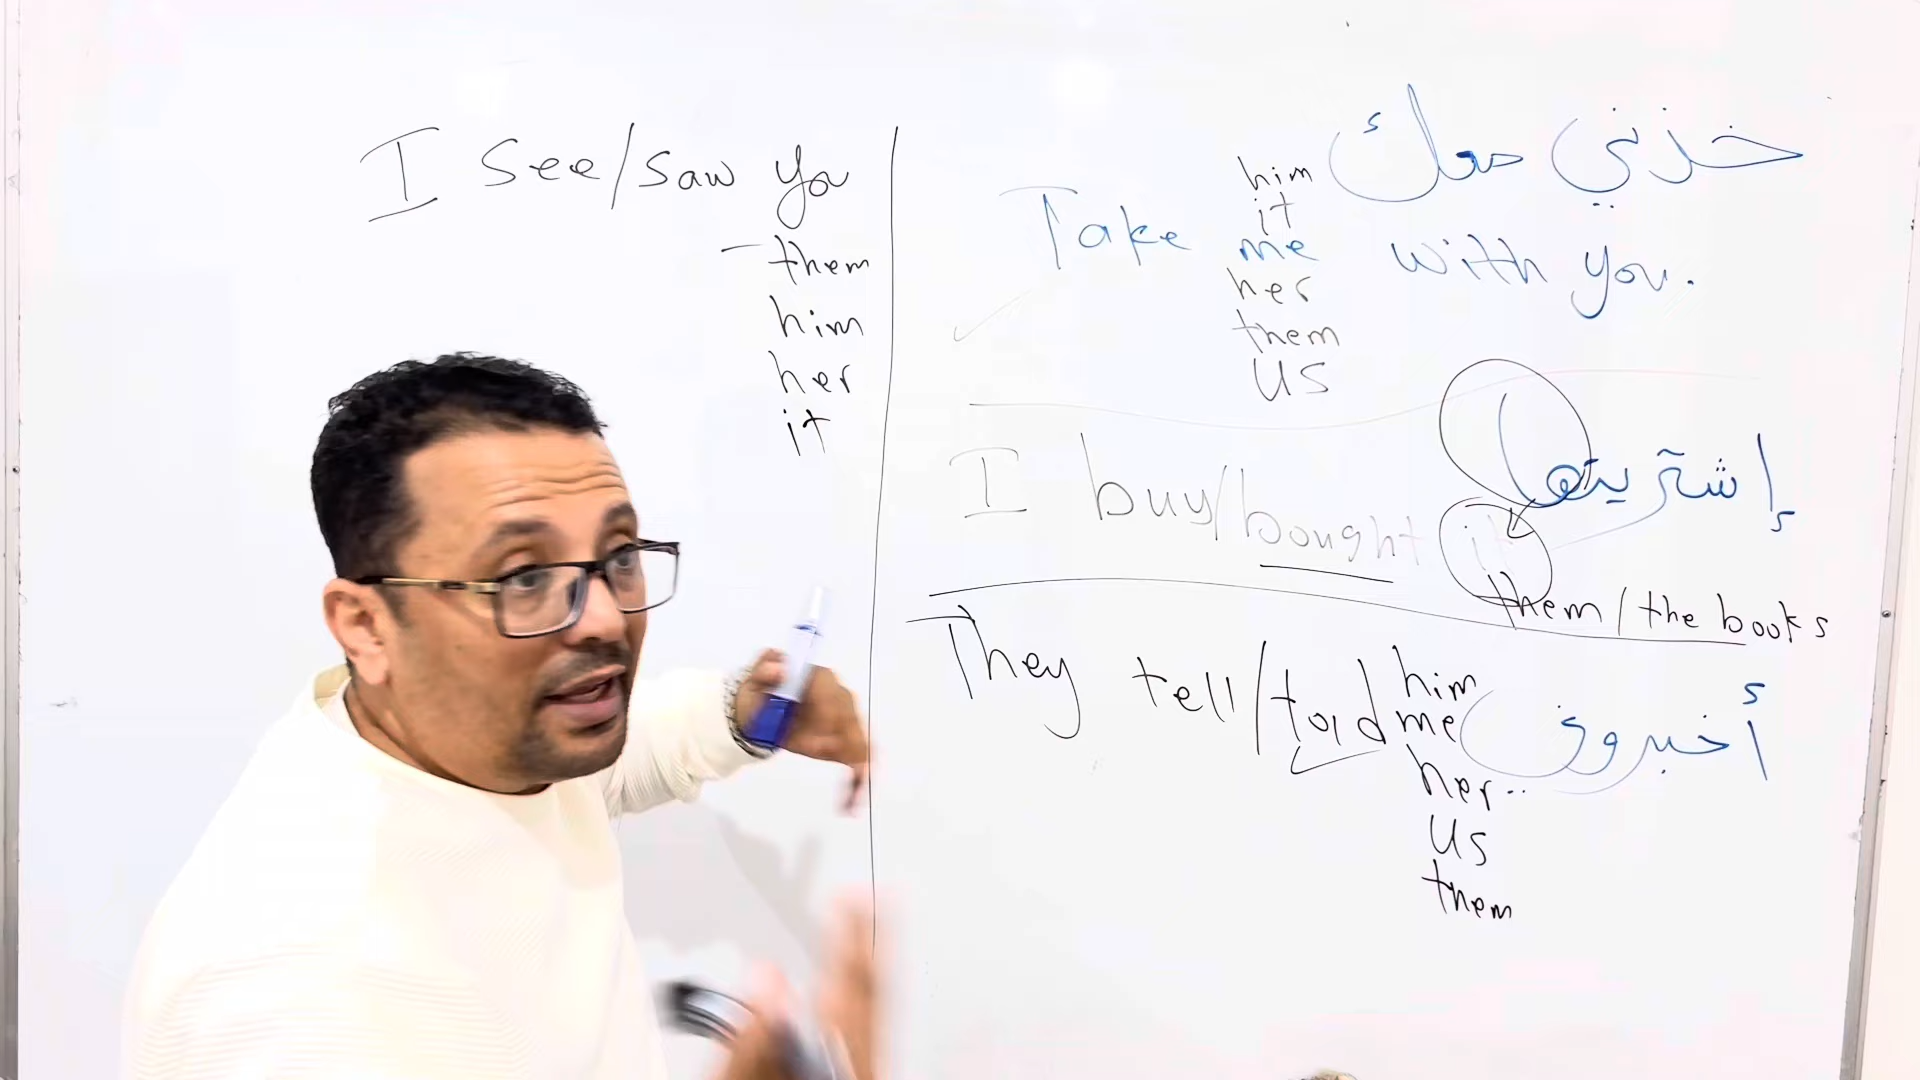 I see/saw you
them
him
her
it
خذني معك
him
it
Take me with you.
her
them
us
إشتريتها
I buy/bought it
them/the books
أخبروني
him
They tell/told me
her..
us
them